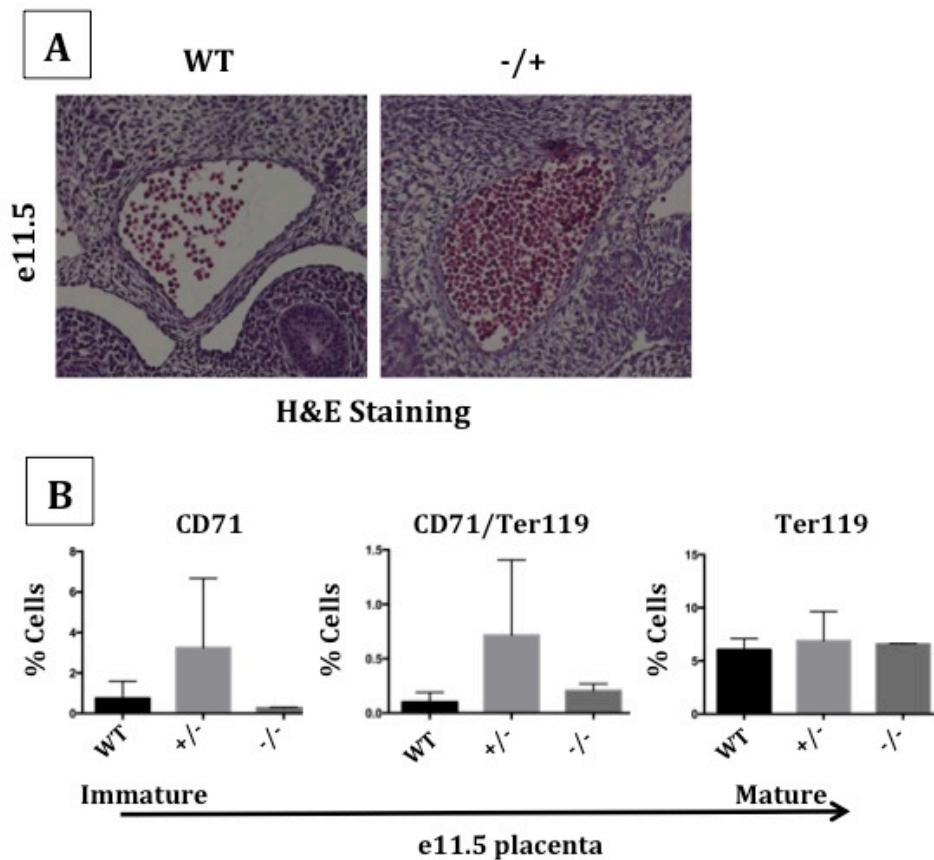 A
WT
-/+
e11.5
H&E Staining
B
CD71
% Cells
8
6
4
2
0
WT
+/-
-/-
CD71/Ter119
% Cells
1.5
1.0
0.5
0.0
WT
+/-
-/-
Ter119
% Cells
15
10
5
0
WT
+/-
-/-
Immature
Mature
e11.5 placenta